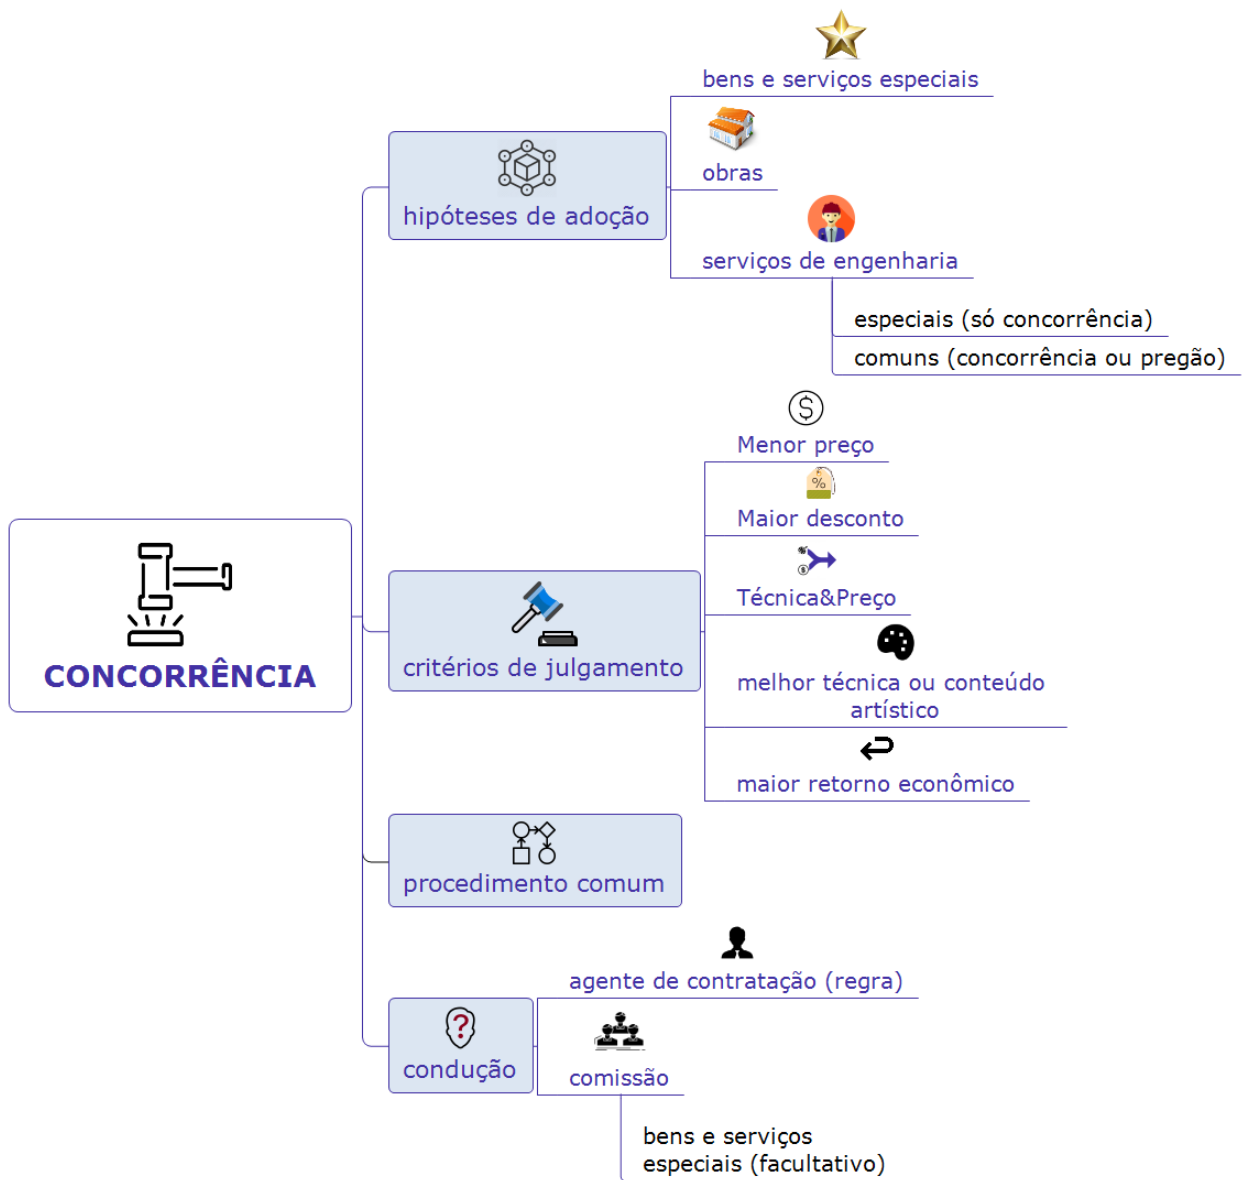 CONCORRÊNCIA
hipóteses de adoção
bens e serviços especiais
obras
serviços de engenharia
especiais (só concorrência)
comuns (concorrência ou pregão)
critérios de julgamento
$
Menor preço
%
Maior desconto
$
Técnica&Preço
melhor técnica ou conteúdo
artístico
maior retorno econômico
procedimento comum
?
condução
agente de contratação (regra)
comissão
bens e serviços
especiais (facultativo)